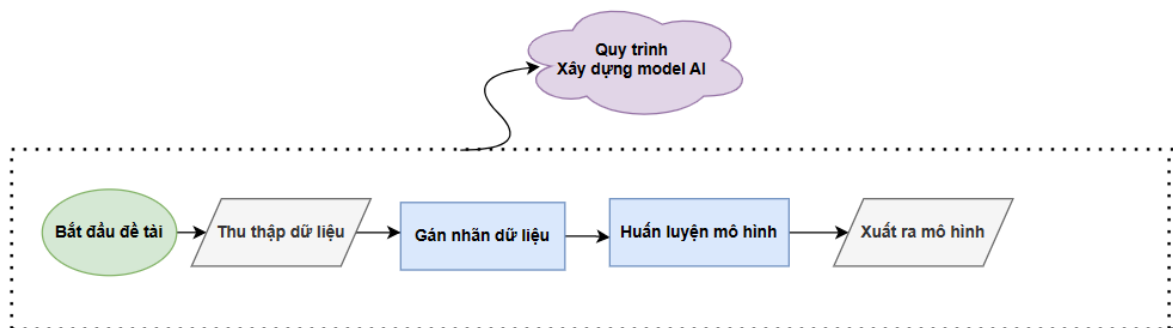 Quy trình
Xây dựng model AI
Bắt đầu đề tài
Thu thập dữ liệu
Gán nhãn dữ liệu
Huấn luyện mô hình
Xuất ra mô hình